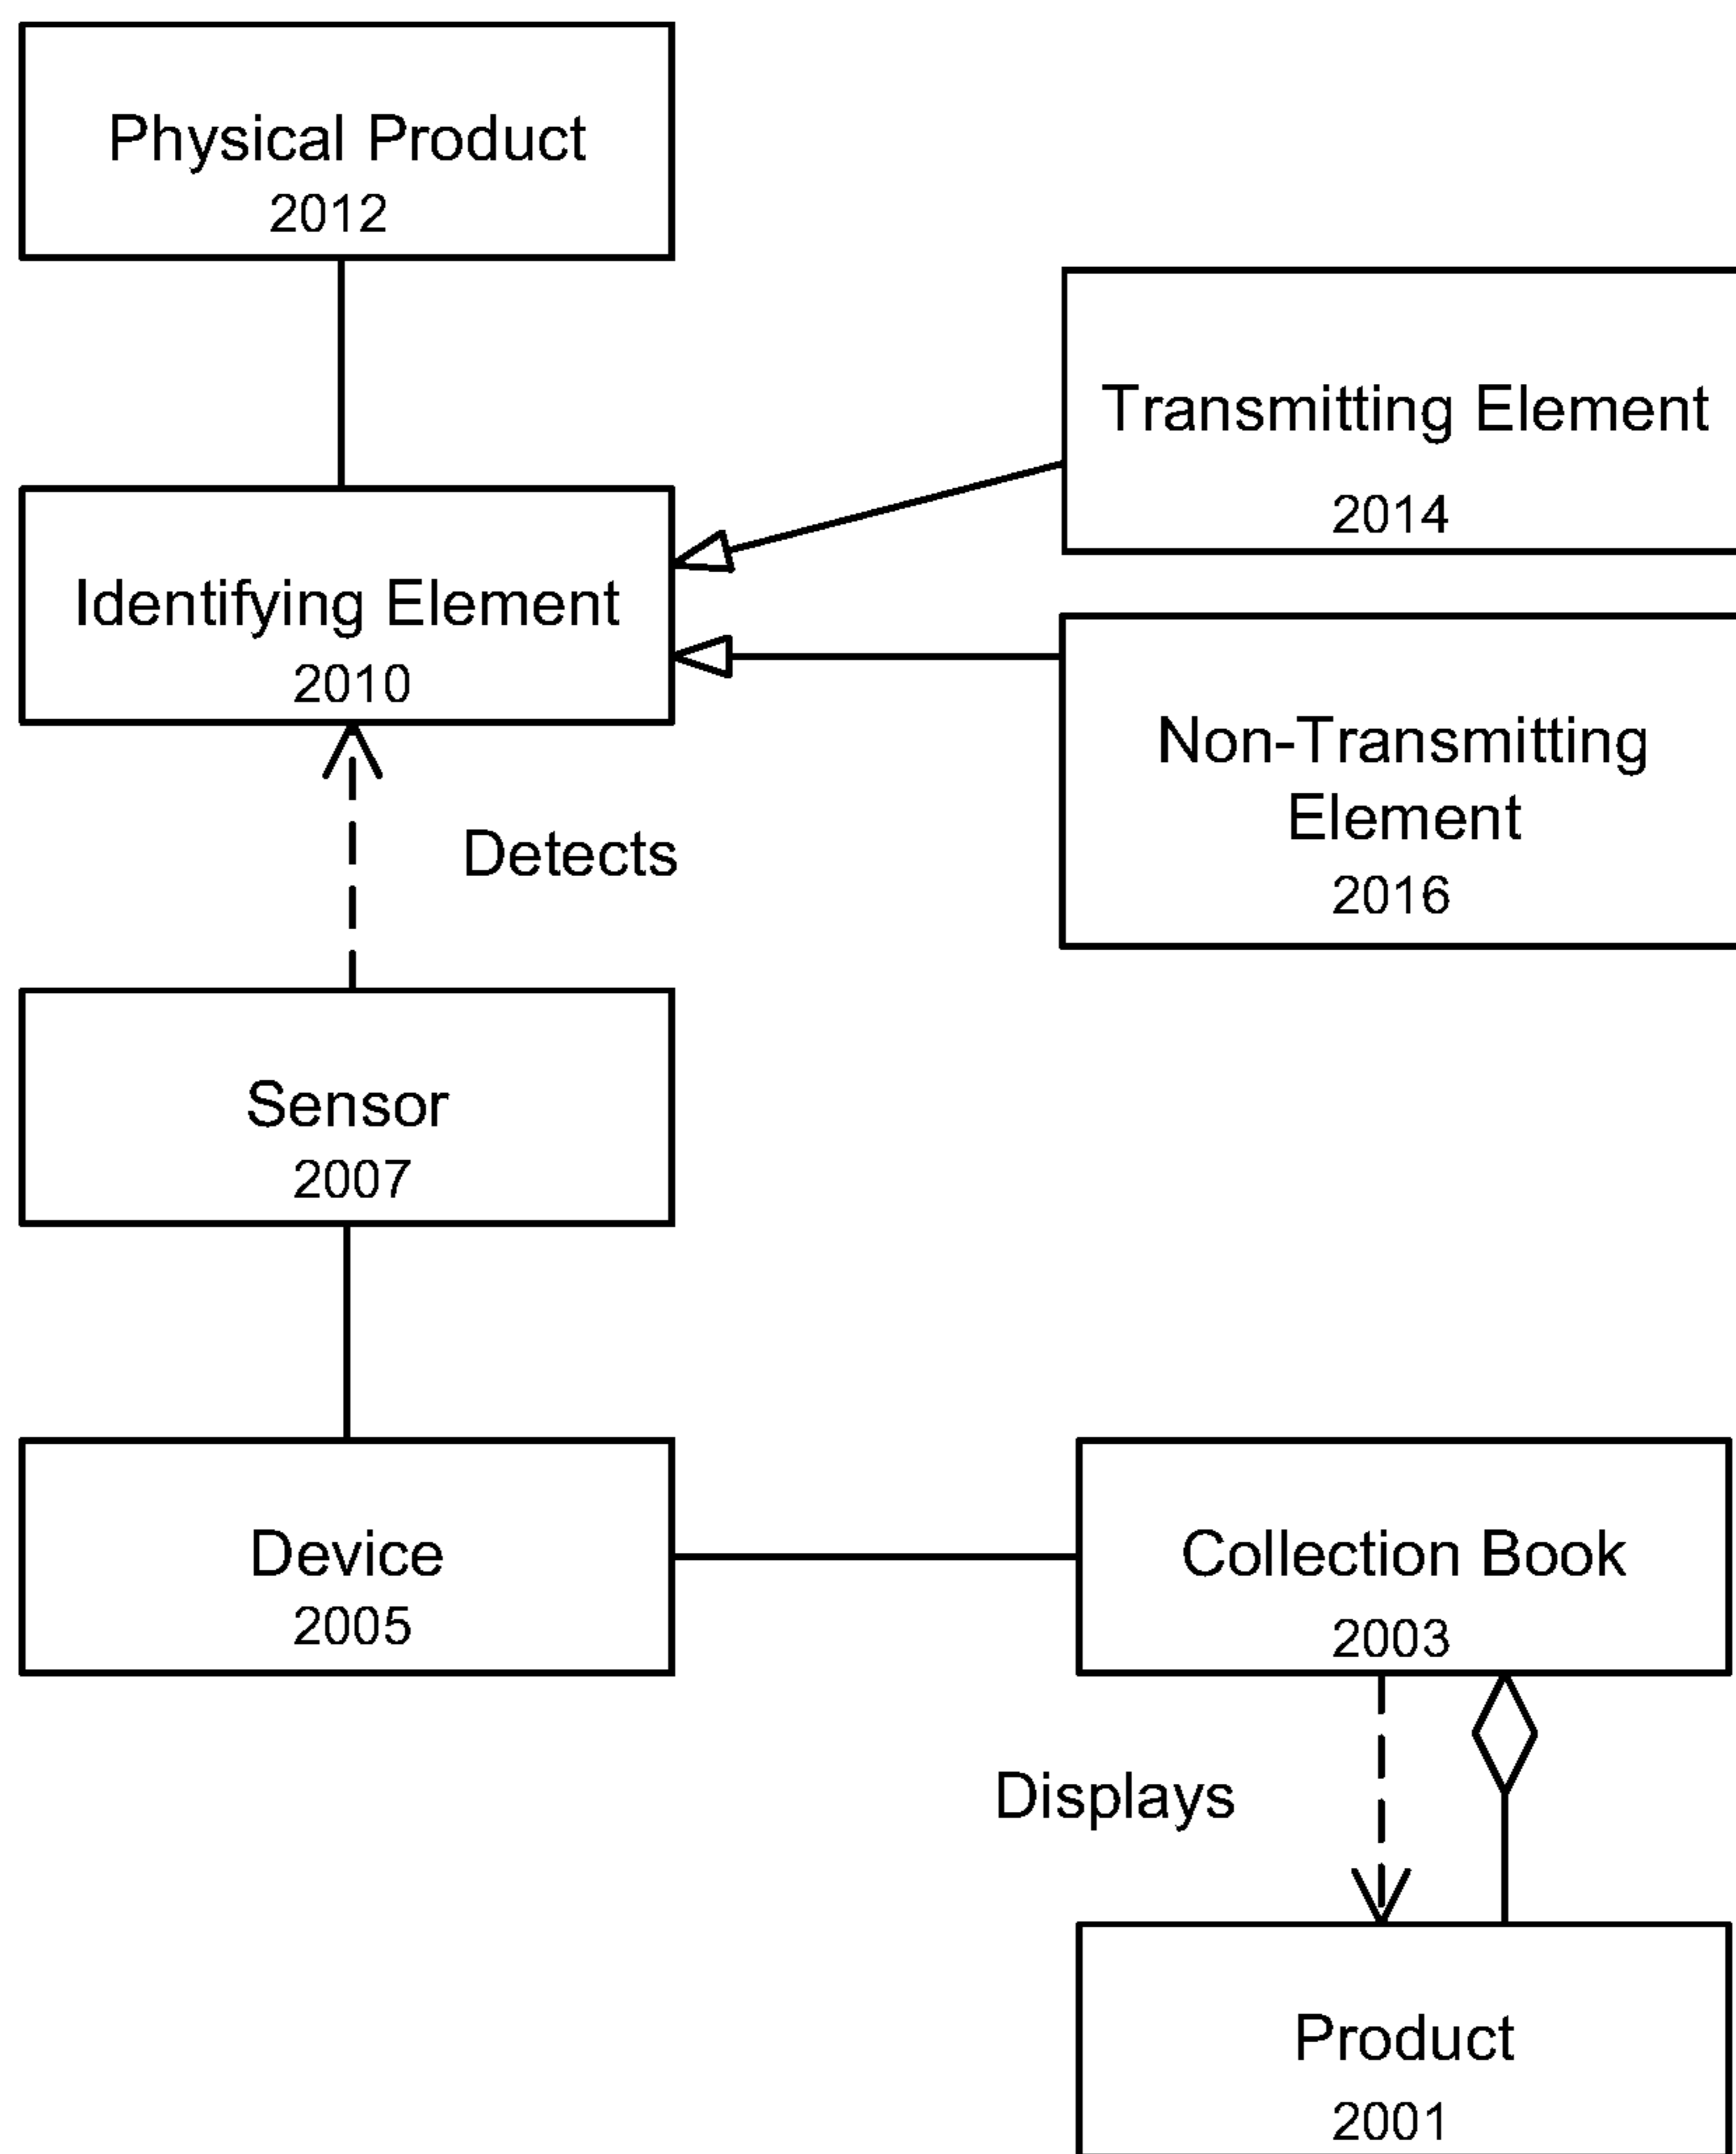 Physical Product
2012
Transmitting Element
2014
Identifying Element
2010
Non-Transmitting
Element
2016
Detects
Sensor
2007
Device
2005
Collection Book
2003
Displays
Product
2001